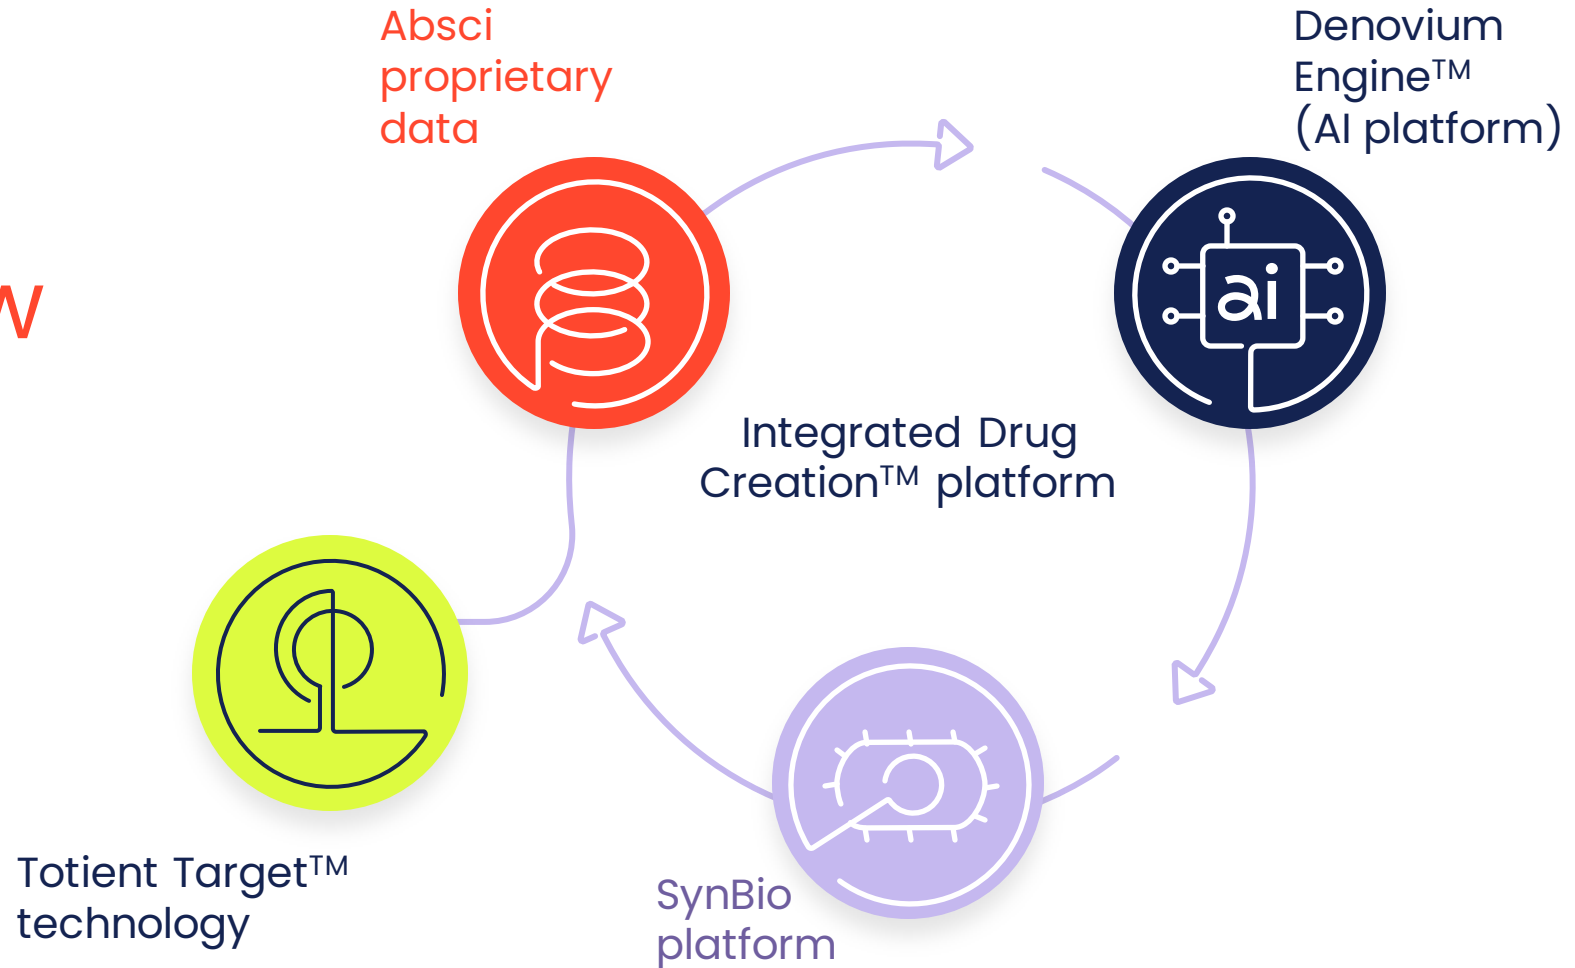 Absci
proprietary
data
Denovium
Engine™
(AI platform)
w
ai
Integrated Drug
Creation™ platform
Totient Target™
technology
SynBio
platform